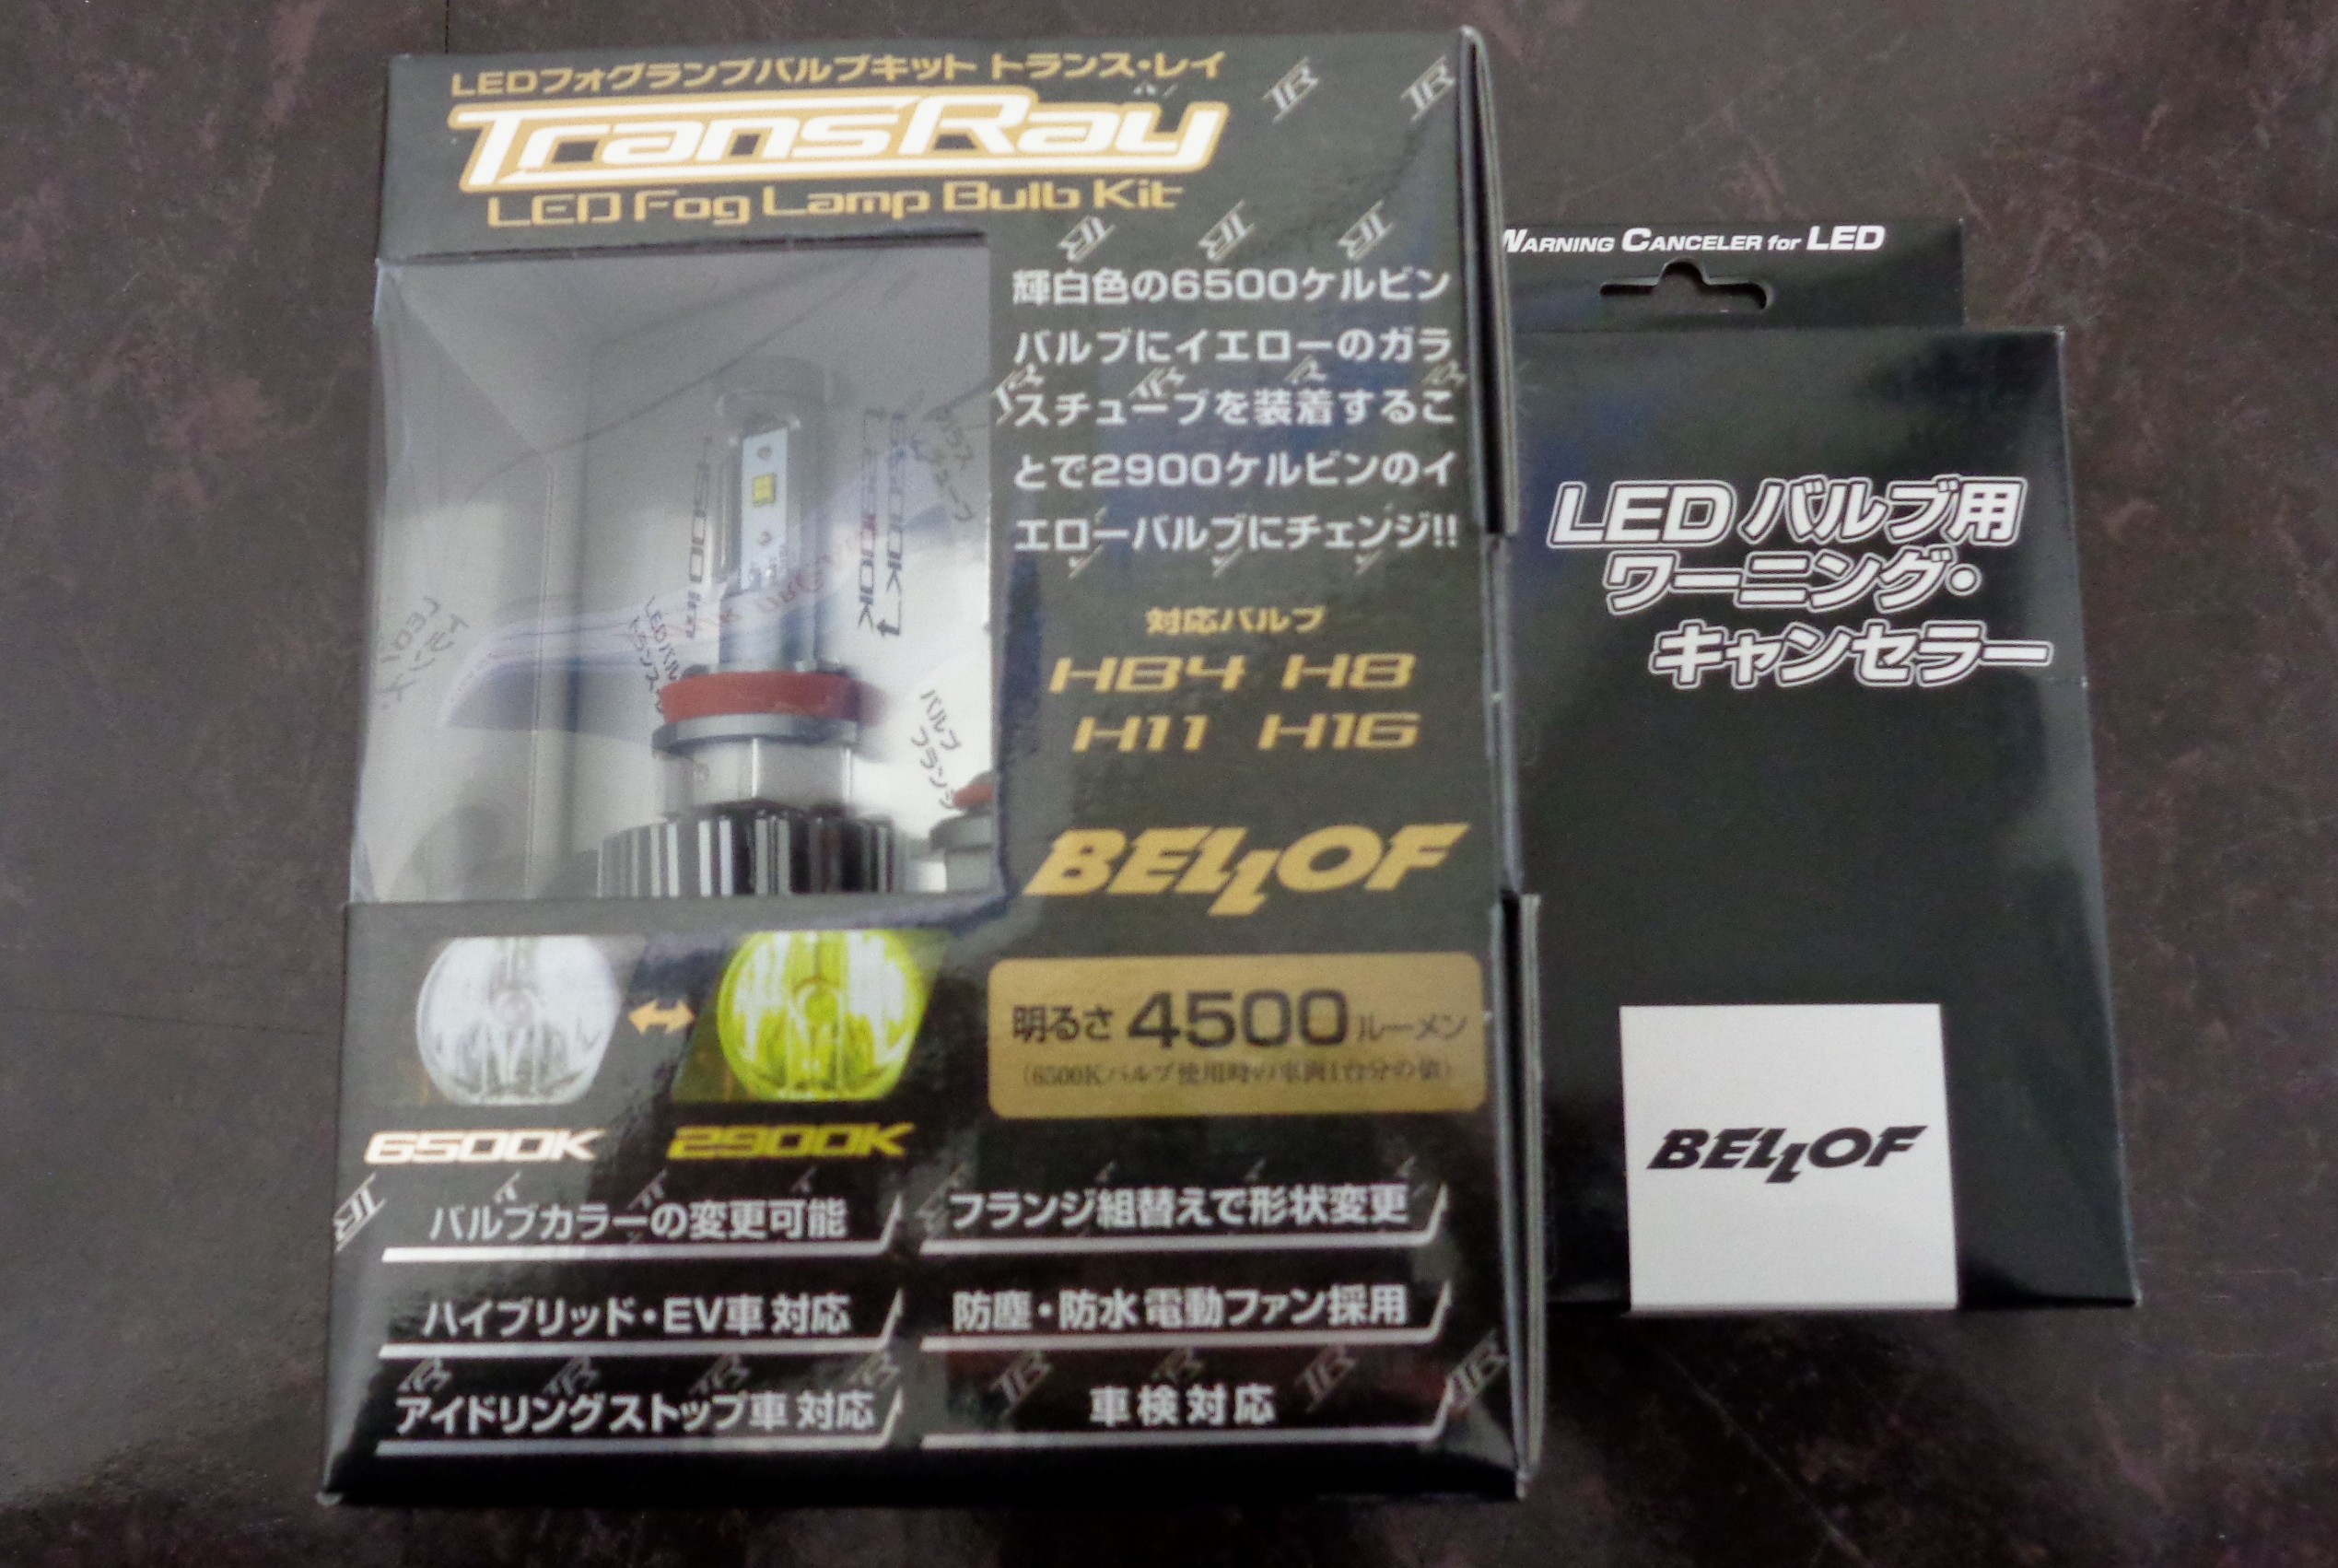 LEDフォグランプバルブキット トランス・レイ
TransRay
LED Fog Lamp Bulb Kit
輝白色の6500ケルビン
バルブにイエローのガラ
スチューブを装着するこ
とで2900ケルビンのイ
エローバルブにチェンジ!!
対応バルブ
HB4 H8
H11 H16
BELLOF
明るさ 4500 ルーメン
(6500Kバルブ使用時の車両1台分の値)
6500K
2900K
バルブカラーの変更可能
フランジ組替えで形状変更
ハイブリッド・EV車 対応
防塵・防水 電動ファン採用
アイドリングストップ車 対応
車検対応
バルブ
フランジ
WARNING CANCELER for LED
LED バルブ用
ワーニング・
キャンセラー
BELLOF